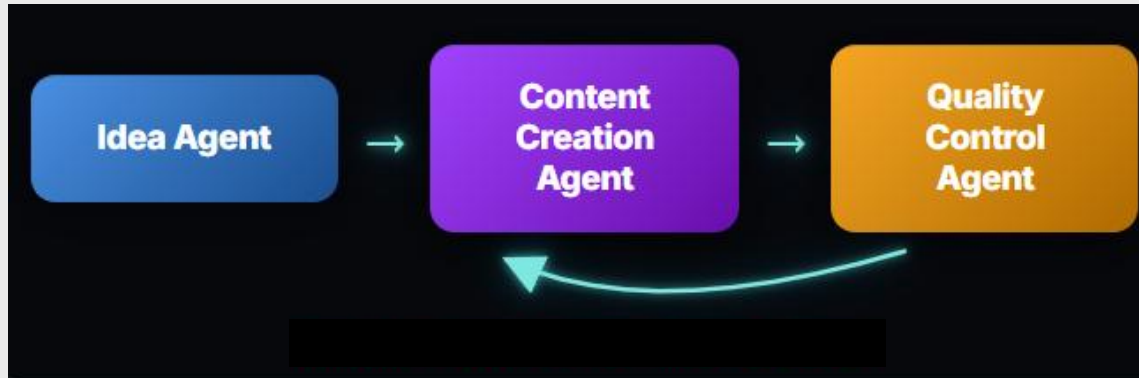 Idea Agent
Content
Creation
Agent
Quality
Control
Agent